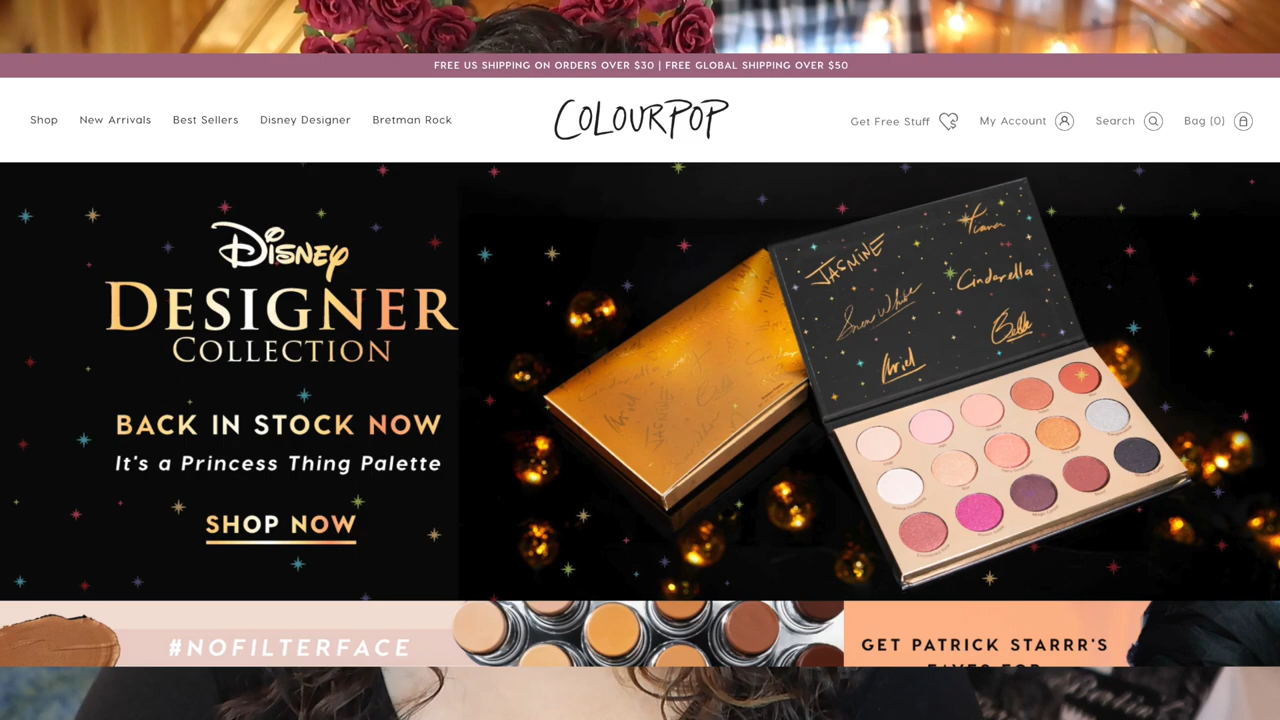 FREE US SHIPPING ON ORDERS OVER $30 | FREE GLOBAL SHIPPING OVER $50
Shop
New Arrivals
Best Sellers
Disney Designer
Bretman Rock
COLOURPOP
Get Free Stuff
My Account
Search
Bag (0)
Disney
DESIGNER
COLLECTION
BACK IN STOCK NOW
It's a Princess Thing Palette
SHOP NOW
JASMINE
Tiana
Snow White
Cinderella
Ariel
Belle
#NOFILTERFACE
GET PATRICK STARRR'S